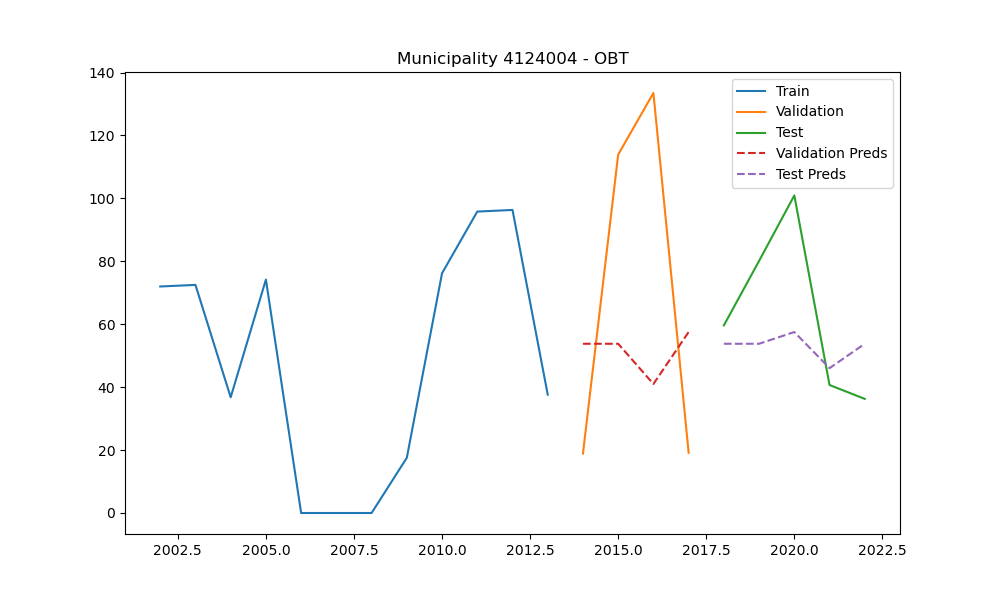 Municipality 4124004 - OBT
140
120
100
80
60
40
20
0
2002.5 2005.0 2007.5 2010.0 2012.5 2015.0 2017.5 2020.0 2022.5
Train
Validation
Test
Validation Preds
Test Preds